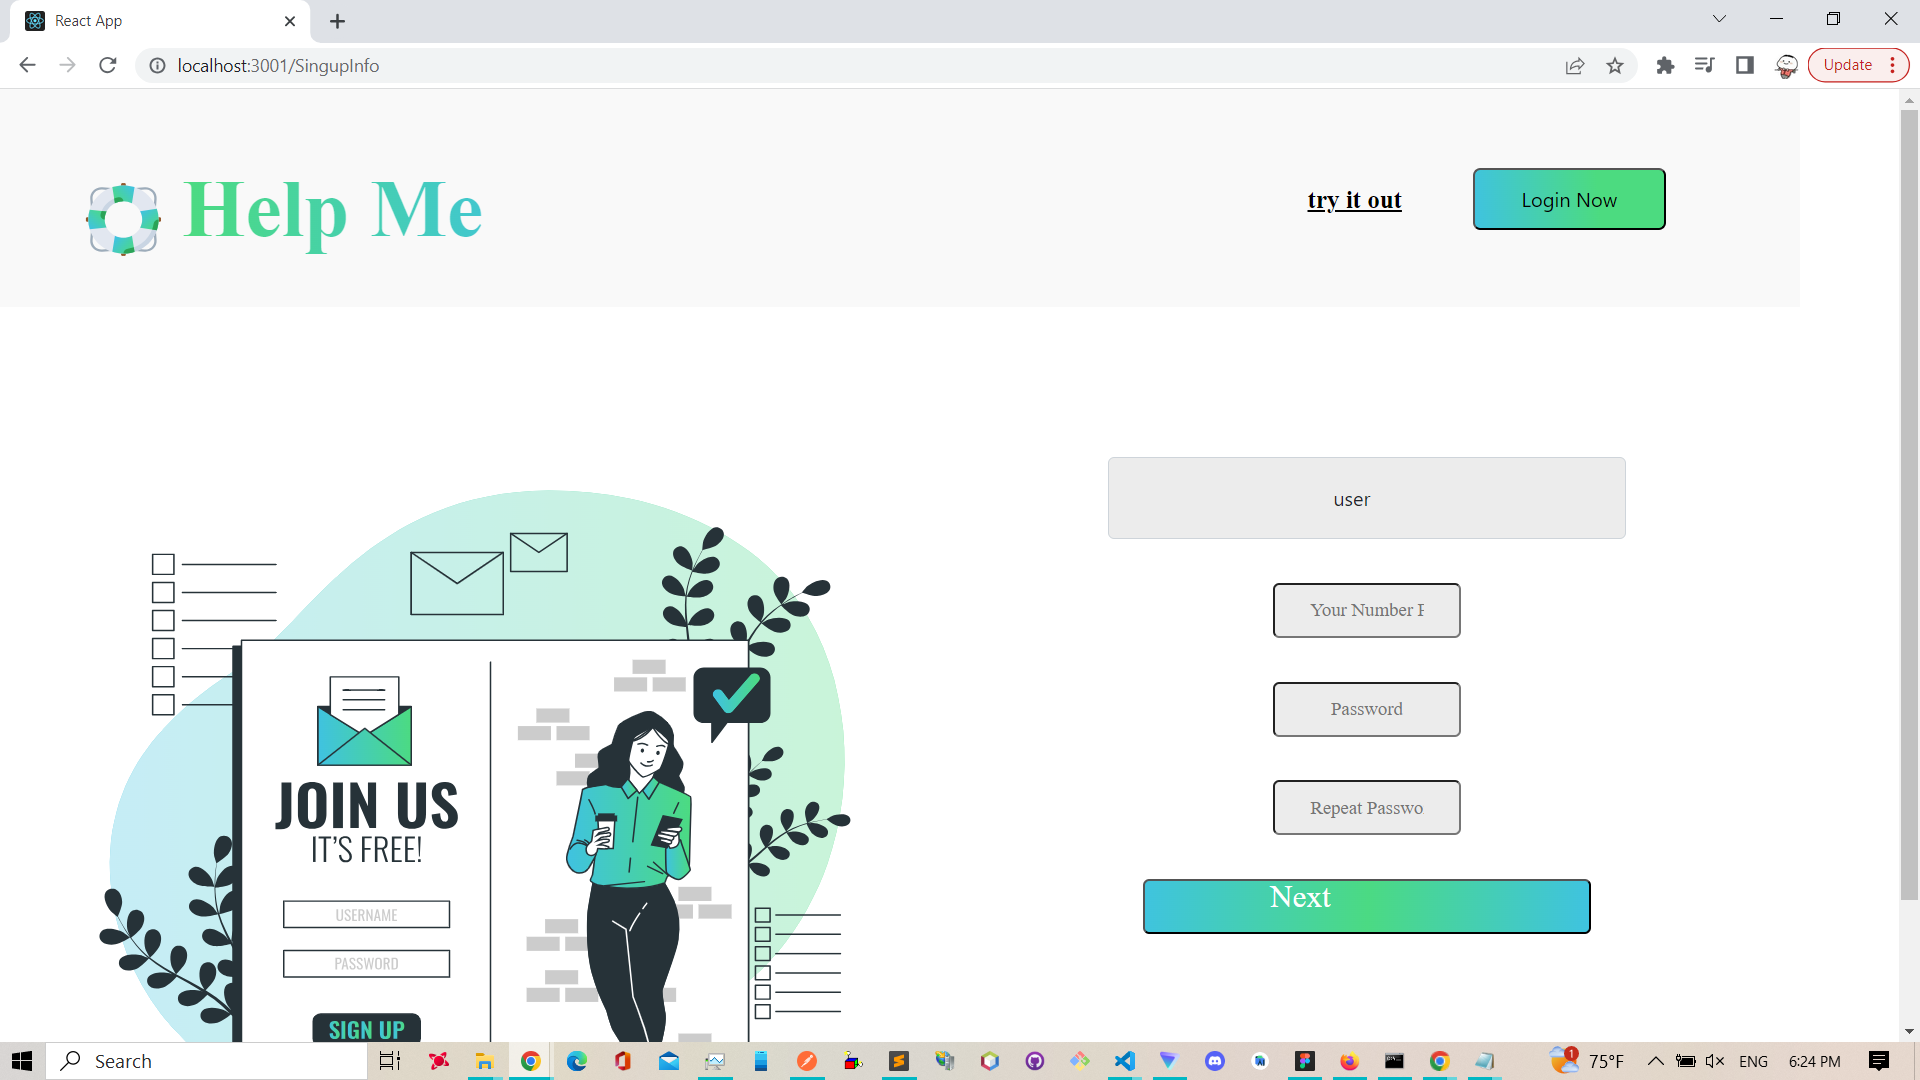 React App
localhost:3001/SingupInfo
Update
Help Me
try it out
Login Now
user
Your Number
Password
Repeat Passwo
Next
JOIN US
IT'S FREE!
USERNAME
PASSWORD
SIGN UP
Search
1
75°F
ENG
6:24 PM